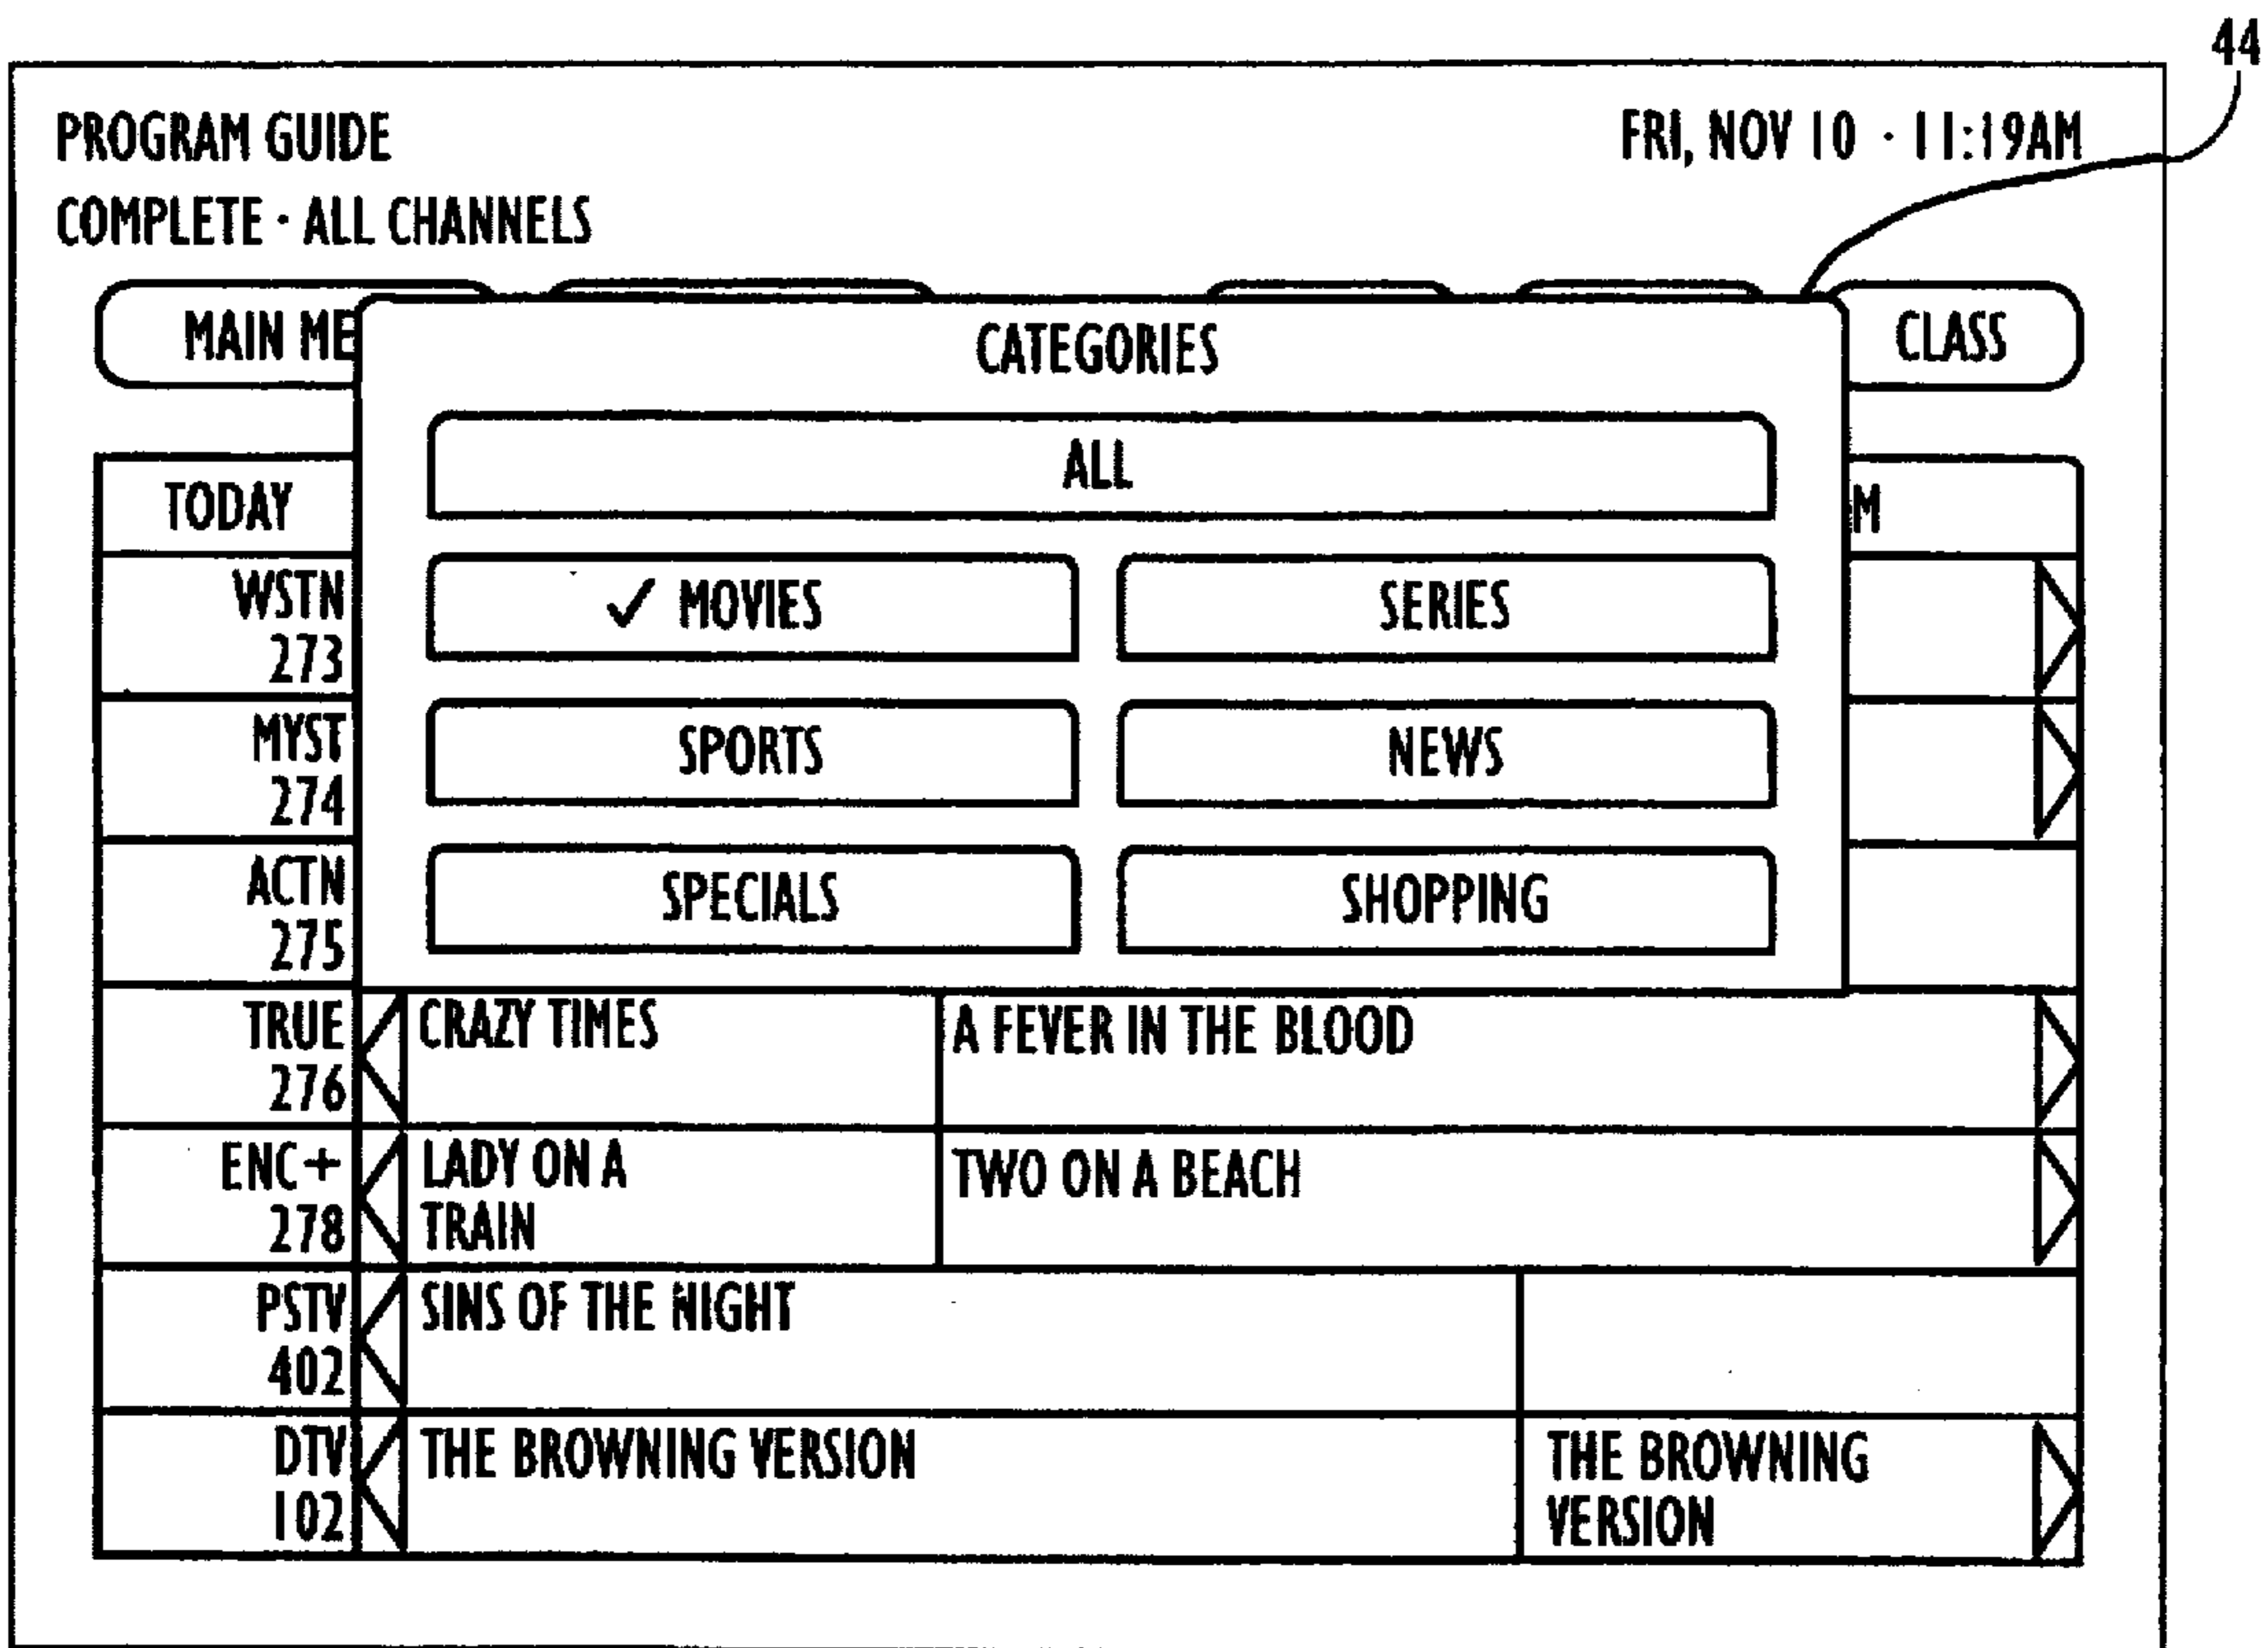 44
PROGRAM GUIDE
FRI, NOV 10 · 11:19AM
COMPLETE · ALL CHANNELS
MAIN ME
CLASS
CATEGORIES
ALL
✓ MOVIES
SERIES
SPORTS
NEWS
SPECIALS
SHOPPING
TODAY
M
WSTN
273
MYST
274
ACTN
275
TRUE
276
CRAZY TIMES
A FEVER IN THE BLOOD
ENC+
278
LADY ON A
TRAIN
TWO ON A BEACH
PSTV
402
SINS OF THE NIGHT
DTV
102
THE BROWNING VERSION
THE BROWNING
VERSION